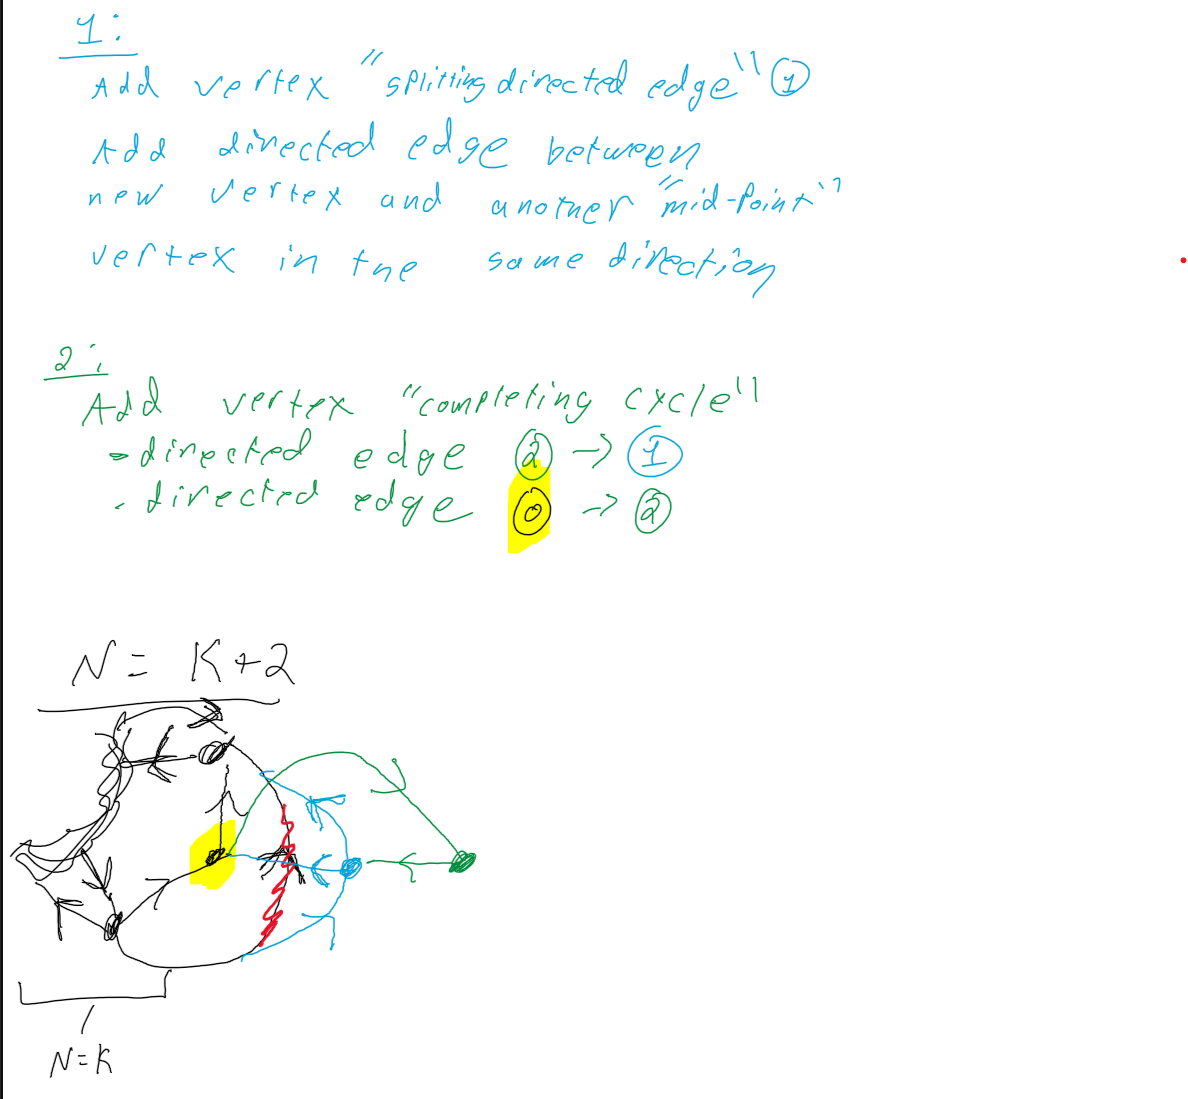 1:
Add vertex "splitting directed edge" 1
Add directed edge between
new vertex and another "mid-point"
vertex in the same direction
2:
Add vertex "completing cycle"
- directed edge 2 -> 1
- directed edge 0 -> 2
N = K+2
N=K